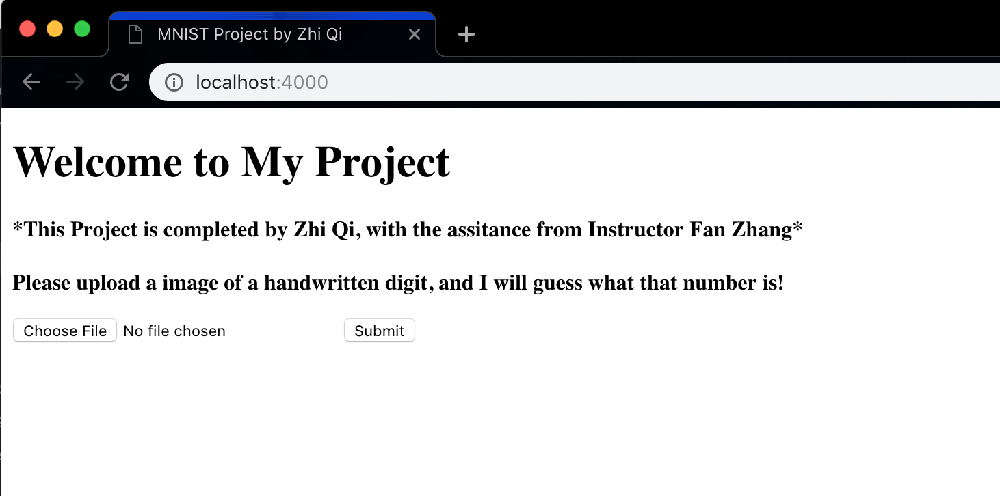 MNIST Project by Zhi Qi
localhost:4000
Welcome to My Project
*This Project is completed by Zhi Qi, with the assitance from Instructor Fan Zhang*
Please upload a image of a handwritten digit, and I will guess what that number is!
Choose File No file chosen Submit